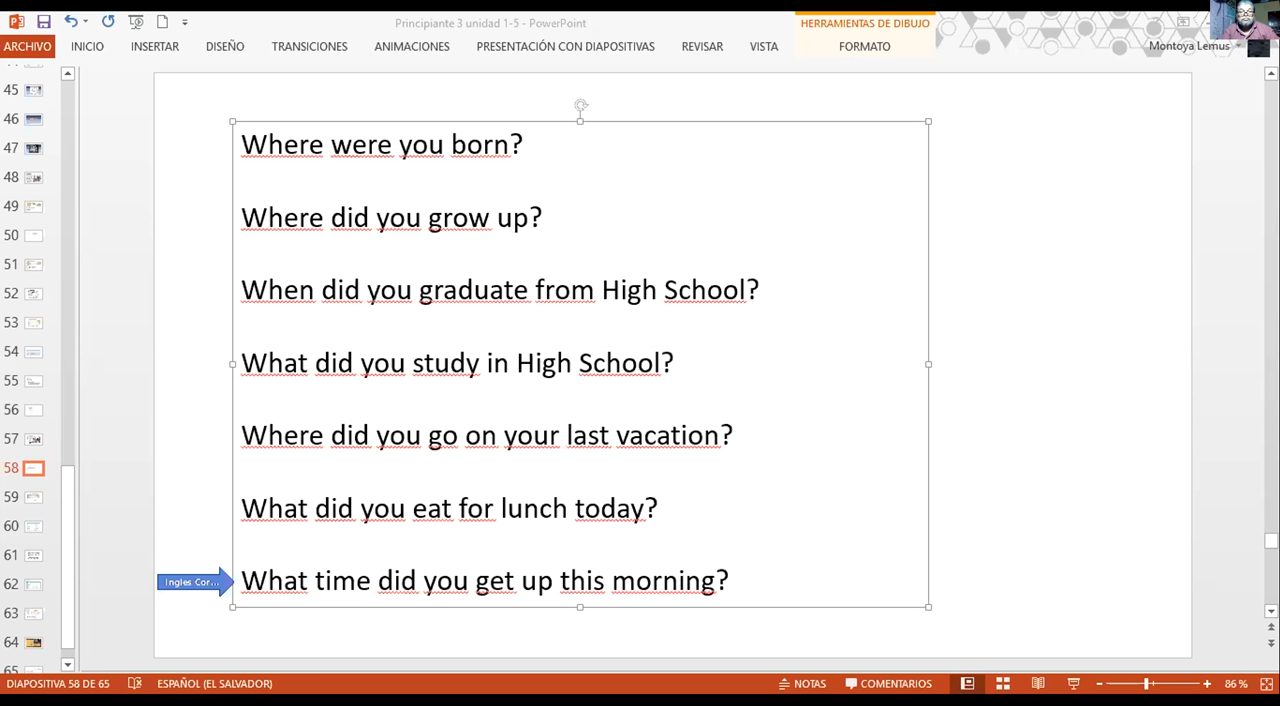 Principiante 3 unidad 1-5 - PowerPoint
HERRAMIENTAS DE DIBUJO
ARCHIVO INICIO INSERTAR DISEÑO TRANSICIONES ANIMACIONES PRESENTACIÓN CON DIAPOSITIVAS REVISAR VISTA FORMATO Montoya Lemus
45
46
47
48
49
50
51
52
53
54
55
56
57
58
59
60
61
62
63
64
65
Where were you born?
Where did you grow up?
When did you graduate from High School?
What did you study in High School?
Where did you go on your last vacation?
What did you eat for lunch today?
Ingles Cor...
What time did you get up this morning?
DIAPOSITIVA 58 DE 65 ESPAÑOL (EL SALVADOR) NOTAS COMENTARIOS 86 %